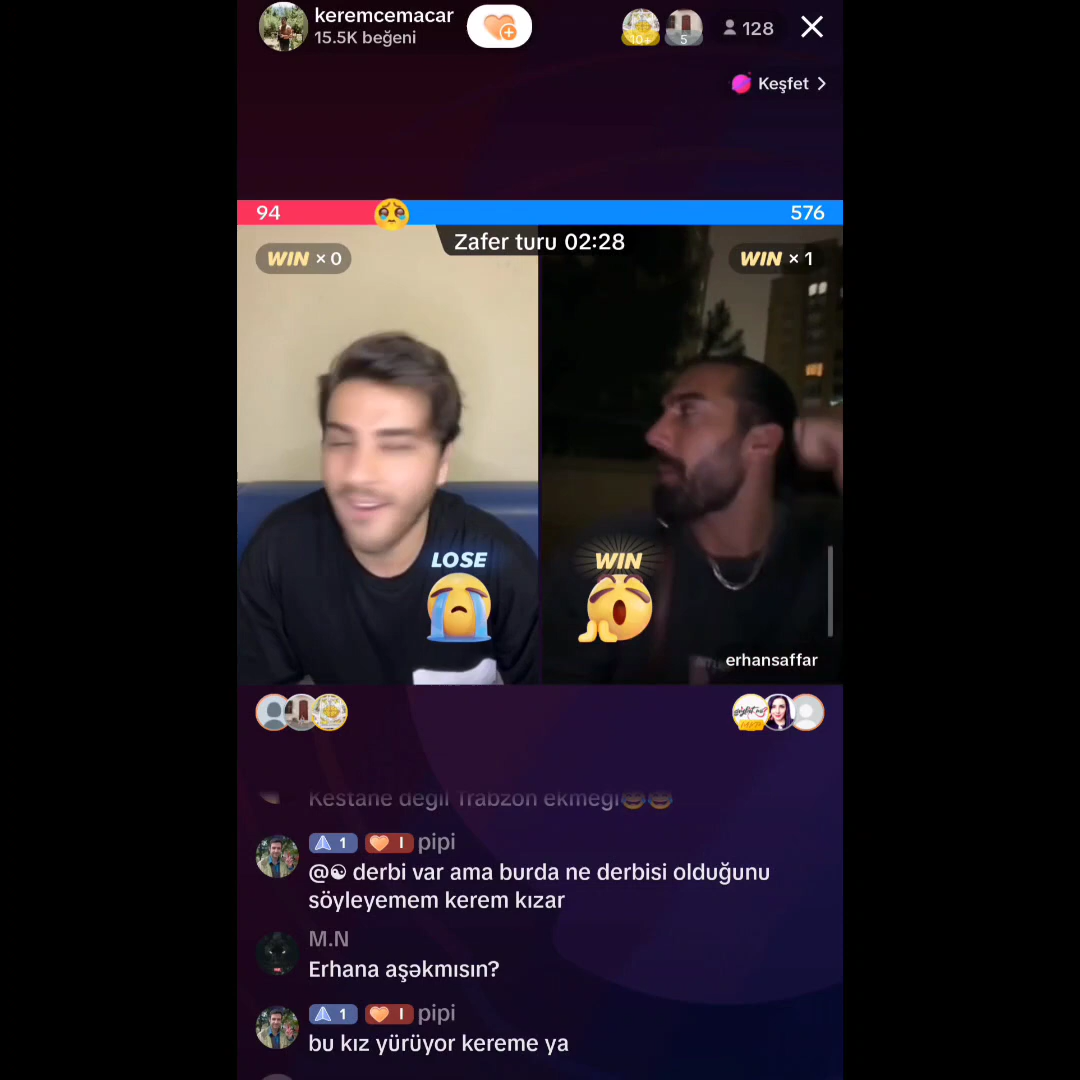 keremcemacar
15.5K beğeni
10+
5
128
Keşfet
94
576
Zafer turu 02:28
WIN × 0
WIN × 1
LOSE
WIN
erhansaffar
Kestane değil Trabzon ekmeği
1 I pipi
@☯ derbi var ama burda ne derbisi olduğunu
söyleyemem kerem kızar
M.N
Erhana aşəkmısın?
1 I pipi
bu kız yürüyor kereme ya